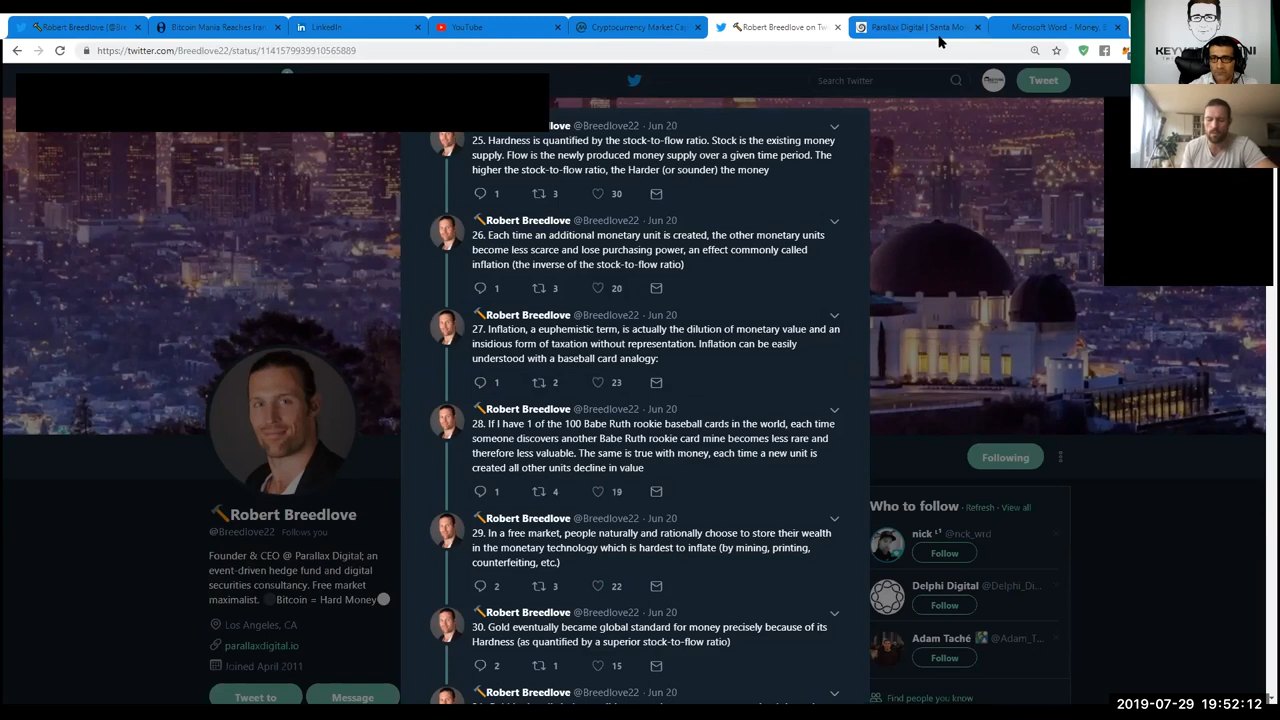 Robert Breedlove (@Bre
Bitcoin Mania Reaches Irac
LinkedIn
YouTube
Cryptocurrency Market Ca
Robert Breedlove on Tw
Parallax Digital | Santa Mo
Microsoft Word - Money, B
https://twitter.com/Breedlove22/status/1141579939910565889
Search Twitter
Tweet
love @Breedlove22 · Jun 20
25. Hardness is quantified by the stock-to-flow ratio. Stock is the existing money
supply. Flow is the newly produced money supply over a given time period. The
higher the stock-to-flow ratio, the Harder (or sounder) the money
1 3 30
Robert Breedlove @Breedlove22 · Jun 20
26. Each time an additional monetary unit is created, the other monetary units
become less scarce and lose purchasing power, an effect commonly called
inflation (the inverse of the stock-to-flow ratio)
1 3 20
Robert Breedlove @Breedlove22 · Jun 20
27. Inflation, a euphemistic term, is actually the dilution of monetary value and an
insidious form of taxation without representation. Inflation can be easily
understood with a baseball card analogy:
1 2 23
Robert Breedlove @Breedlove22 · Jun 20
28. If I have 1 of the 100 Babe Ruth rookie baseball cards in the world, each time
someone discovers another Babe Ruth rookie card mine becomes less rare and
therefore less valuable. The same is true with money, each time a new unit is
created all other units decline in value
1 4 19
Robert Breedlove @Breedlove22 · Jun 20
29. In a free market, people naturally and rationally choose to store their wealth
in the monetary technology which is hardest to inflate (by mining, printing,
counterfeiting, etc.)
2 3 22
Robert Breedlove @Breedlove22 · Jun 20
30. Gold eventually became global standard for money precisely because of its
Hardness (as quantified by a superior stock-to-flow ratio)
2 1 15
Robert Breedlove @Breedlove22 · Jun 20
Robert Breedlove
@Breedlove22 Follows you
Founder & CEO @ Parallax Digital; an
event-driven hedge fund and digital
securities consultancy. Free market
maximalist. Bitcoin = Hard Money
Los Angeles, CA
parallaxdigital.io
Joined April 2011
Tweet to
Message
Following
Who to follow · Refresh · View all
nick @nck_wrd
Follow
Delphi Digital @Delphi_Di...
Follow
Adam Taché @Adam_T...
Follow
Find people you know
2019-07-29 19:52:12